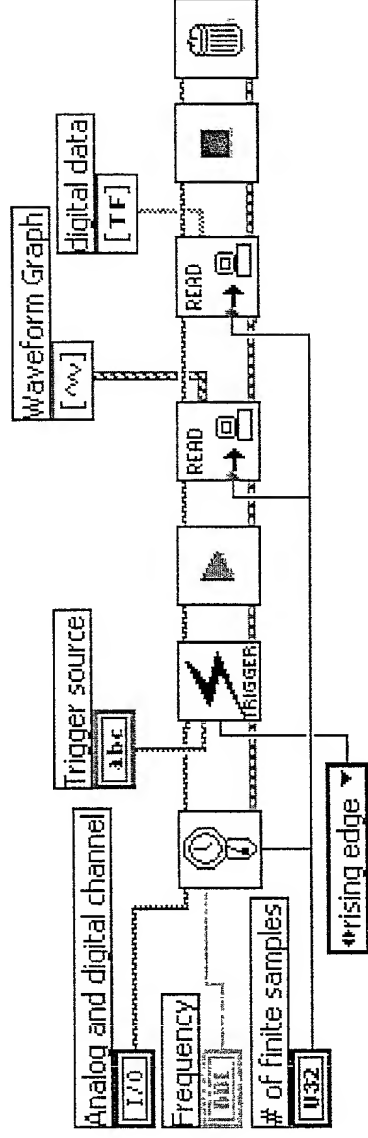 Analog and digital channel
I/O
Frequency
# of finite samples
U32
rising edge
Trigger source
abc
TRIGGER
READ
Waveform Graph
READ
digital data
[TF]